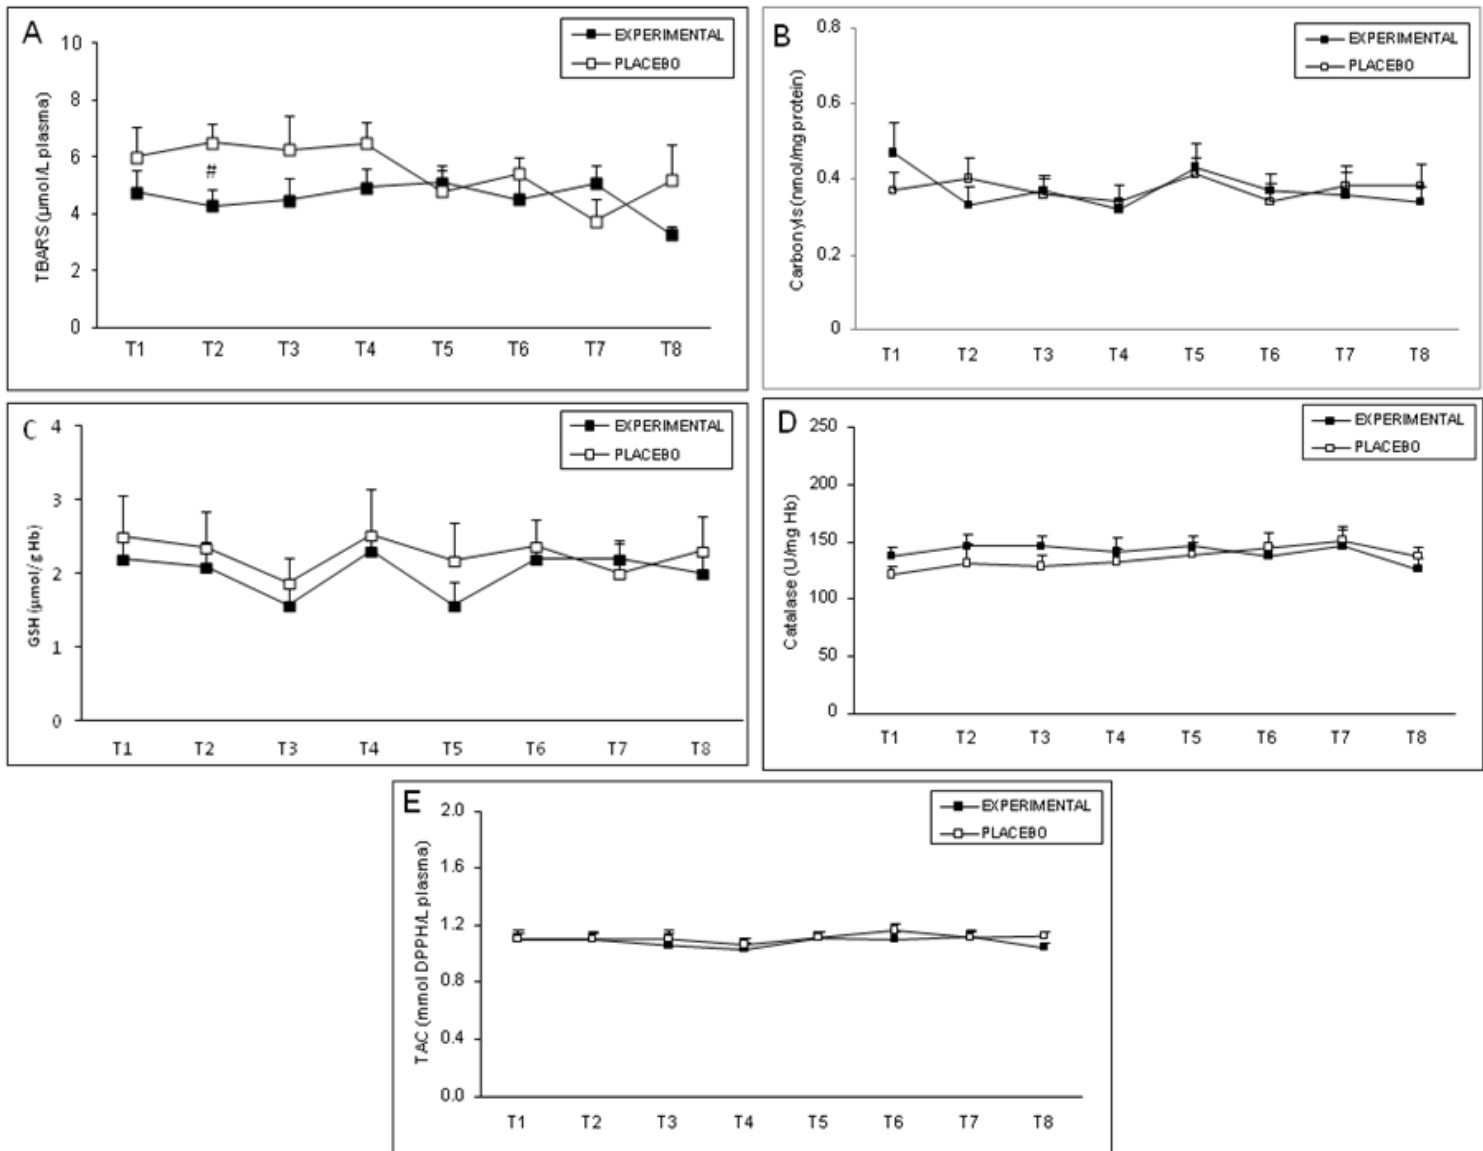 A
EXPERIMENTAL
PLACEBO
TBARS (μmol/L plasma)
10
8
6
4
2
0
#
T1 T2 T3 T4 T5 T6 T7 T8
B
EXPERIMENTAL
PLACEBO
Carbonyls (nmol/mg protein)
0.8
0.6
0.4
0.2
0
T1 T2 T3 T4 T5 T6 T7 T8
C
EXPERIMENTAL
PLACEBO
GSH (μmol/g Hb)
4
3
2
1
0
T1 T2 T3 T4 T5 T6 T7 T8
D
EXPERIMENTAL
PLACEBO
Catalase (U/mg Hb)
250
200
150
100
50
0
T1 T2 T3 T4 T5 T6 T7 T8
E
EXPERIMENTAL
PLACEBO
TAC (mmol DPPH/L plasma)
2.0
1.6
1.2
0.8
0.4
0.0
T1 T2 T3 T4 T5 T6 T7 T8